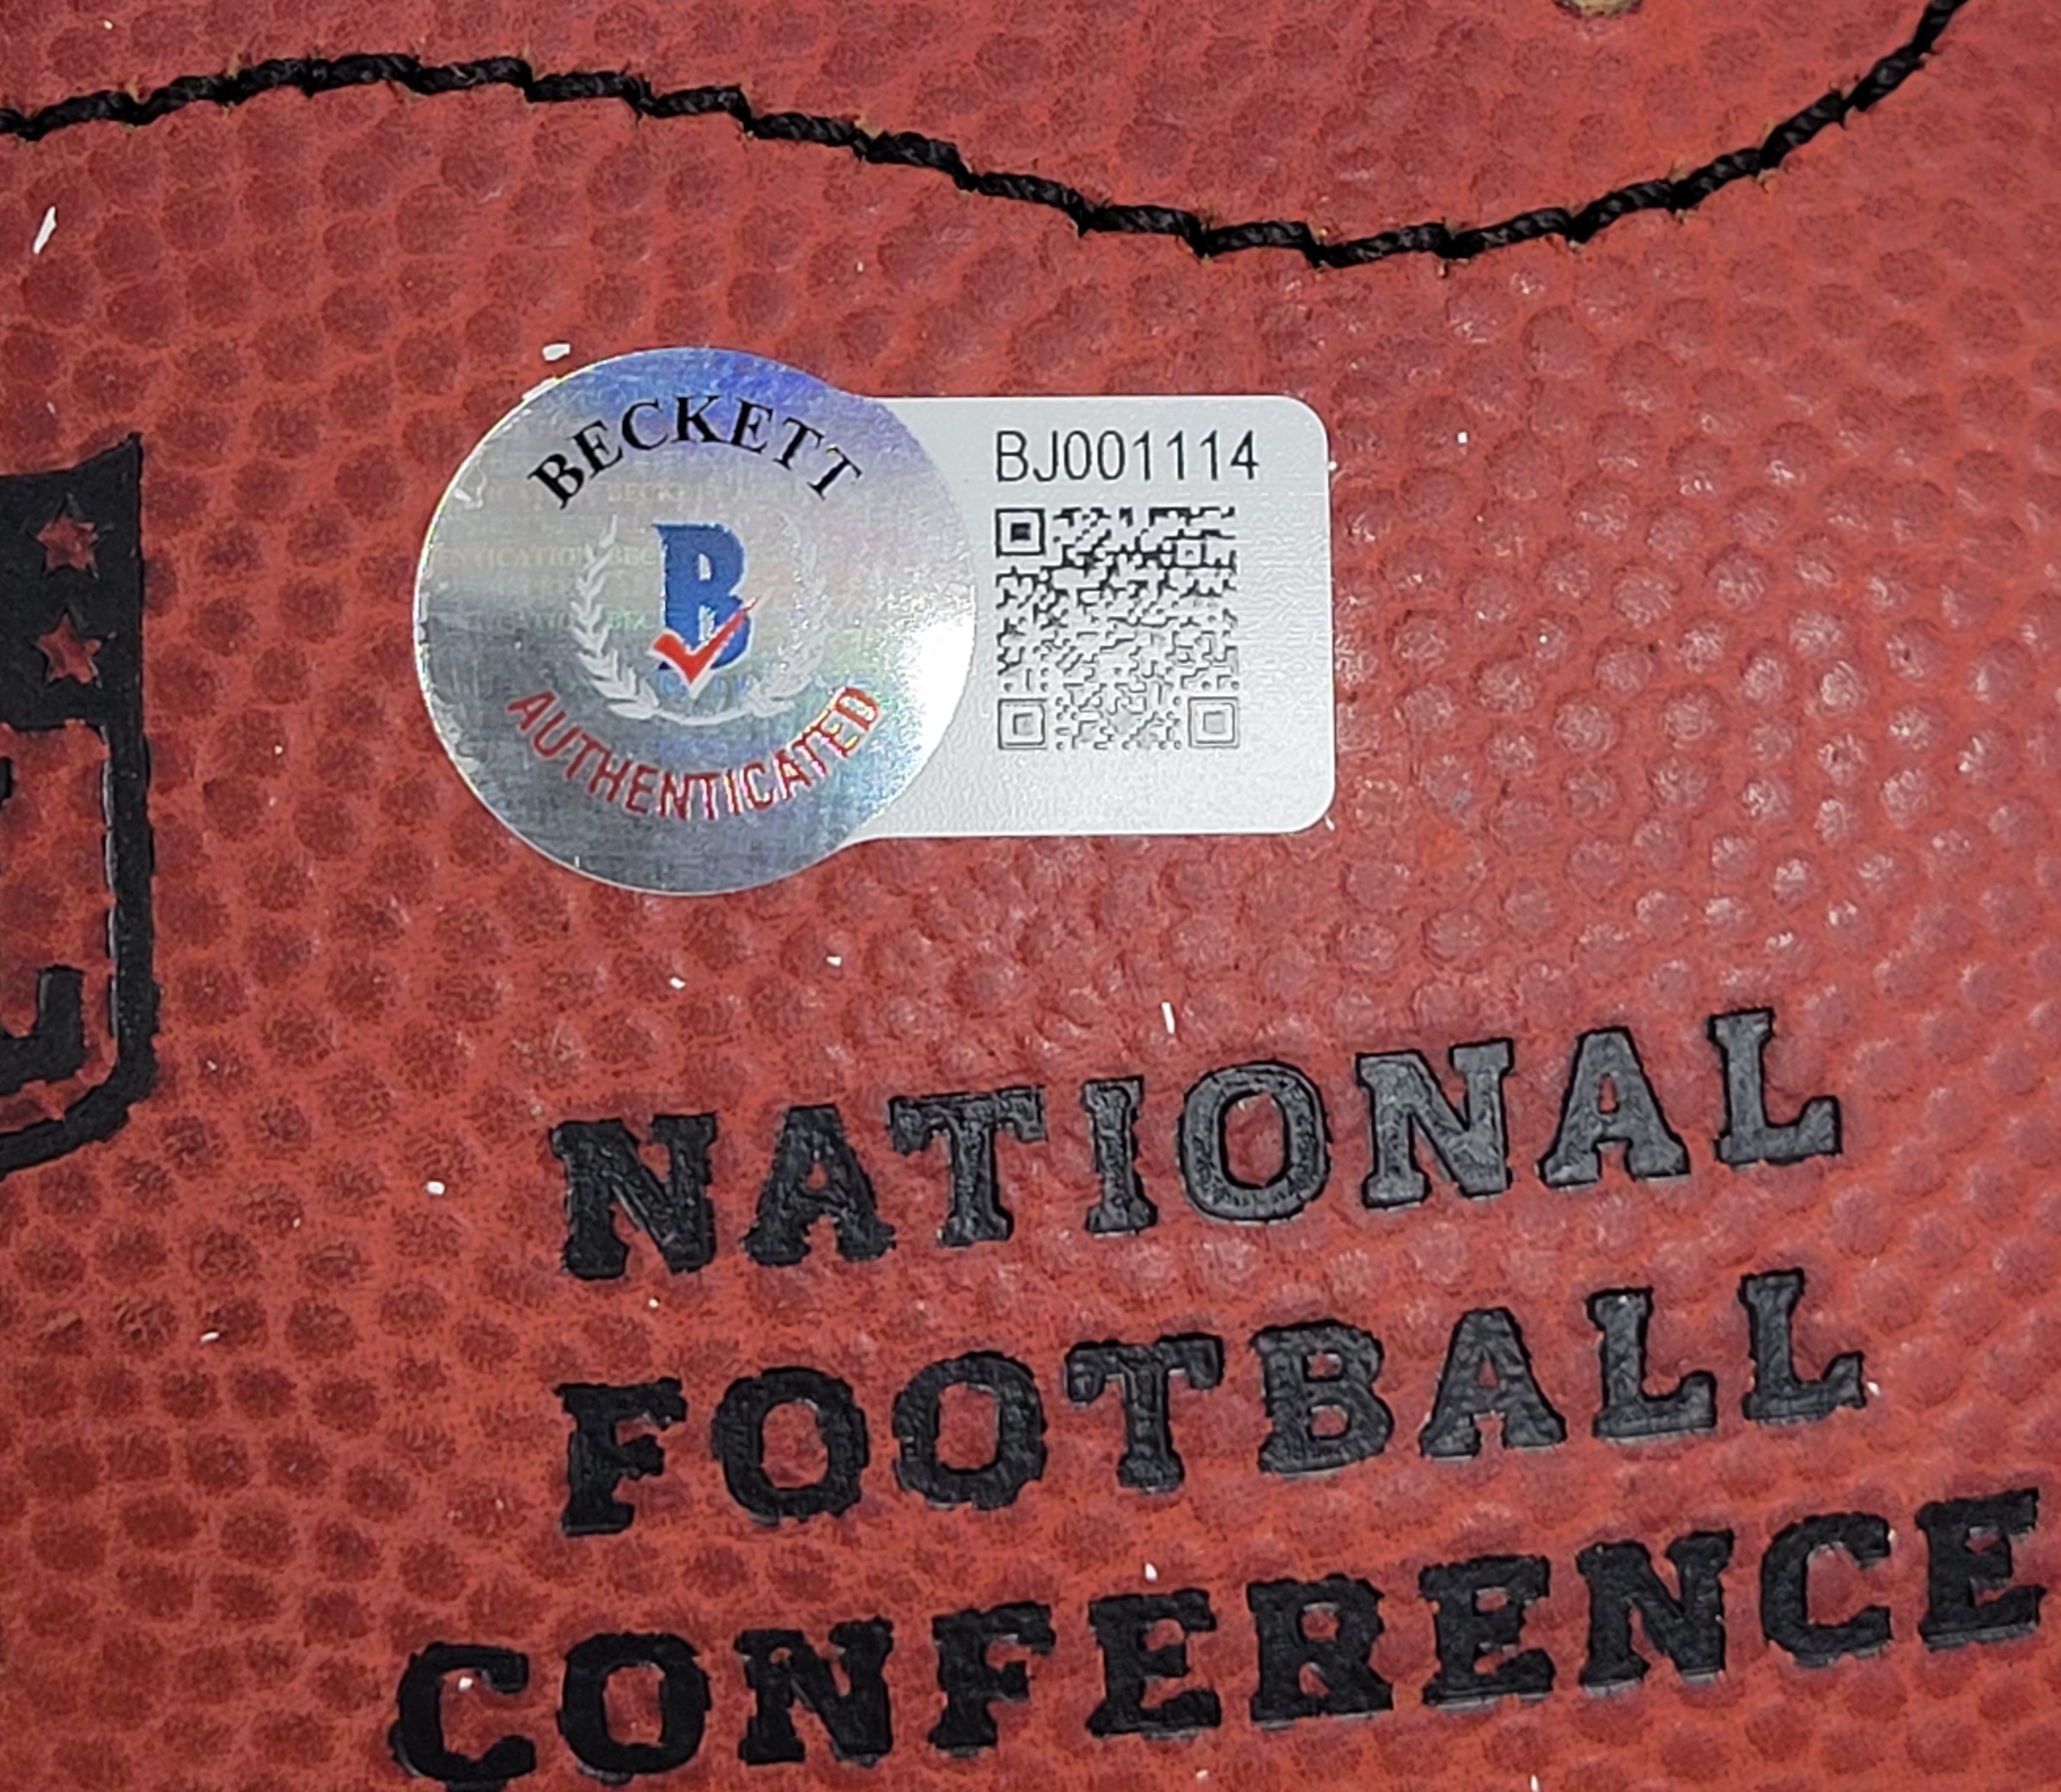 BECKETT
B
AUTHENTICATED
BJ001114
NATIONAL
FOOTBALL
CONFERENCE